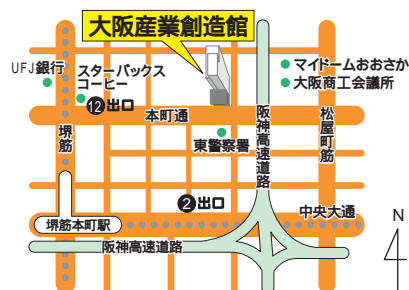 大阪産業創造館
UFJ銀行
スターバックス
コーヒー
マイドームおおさか
大阪商工会議所
⓬出口
本町通
堺筋
東警察署
阪神高速道路
松屋町筋
❷出口
中央大通
堺筋本町駅
阪神高速道路
N
4